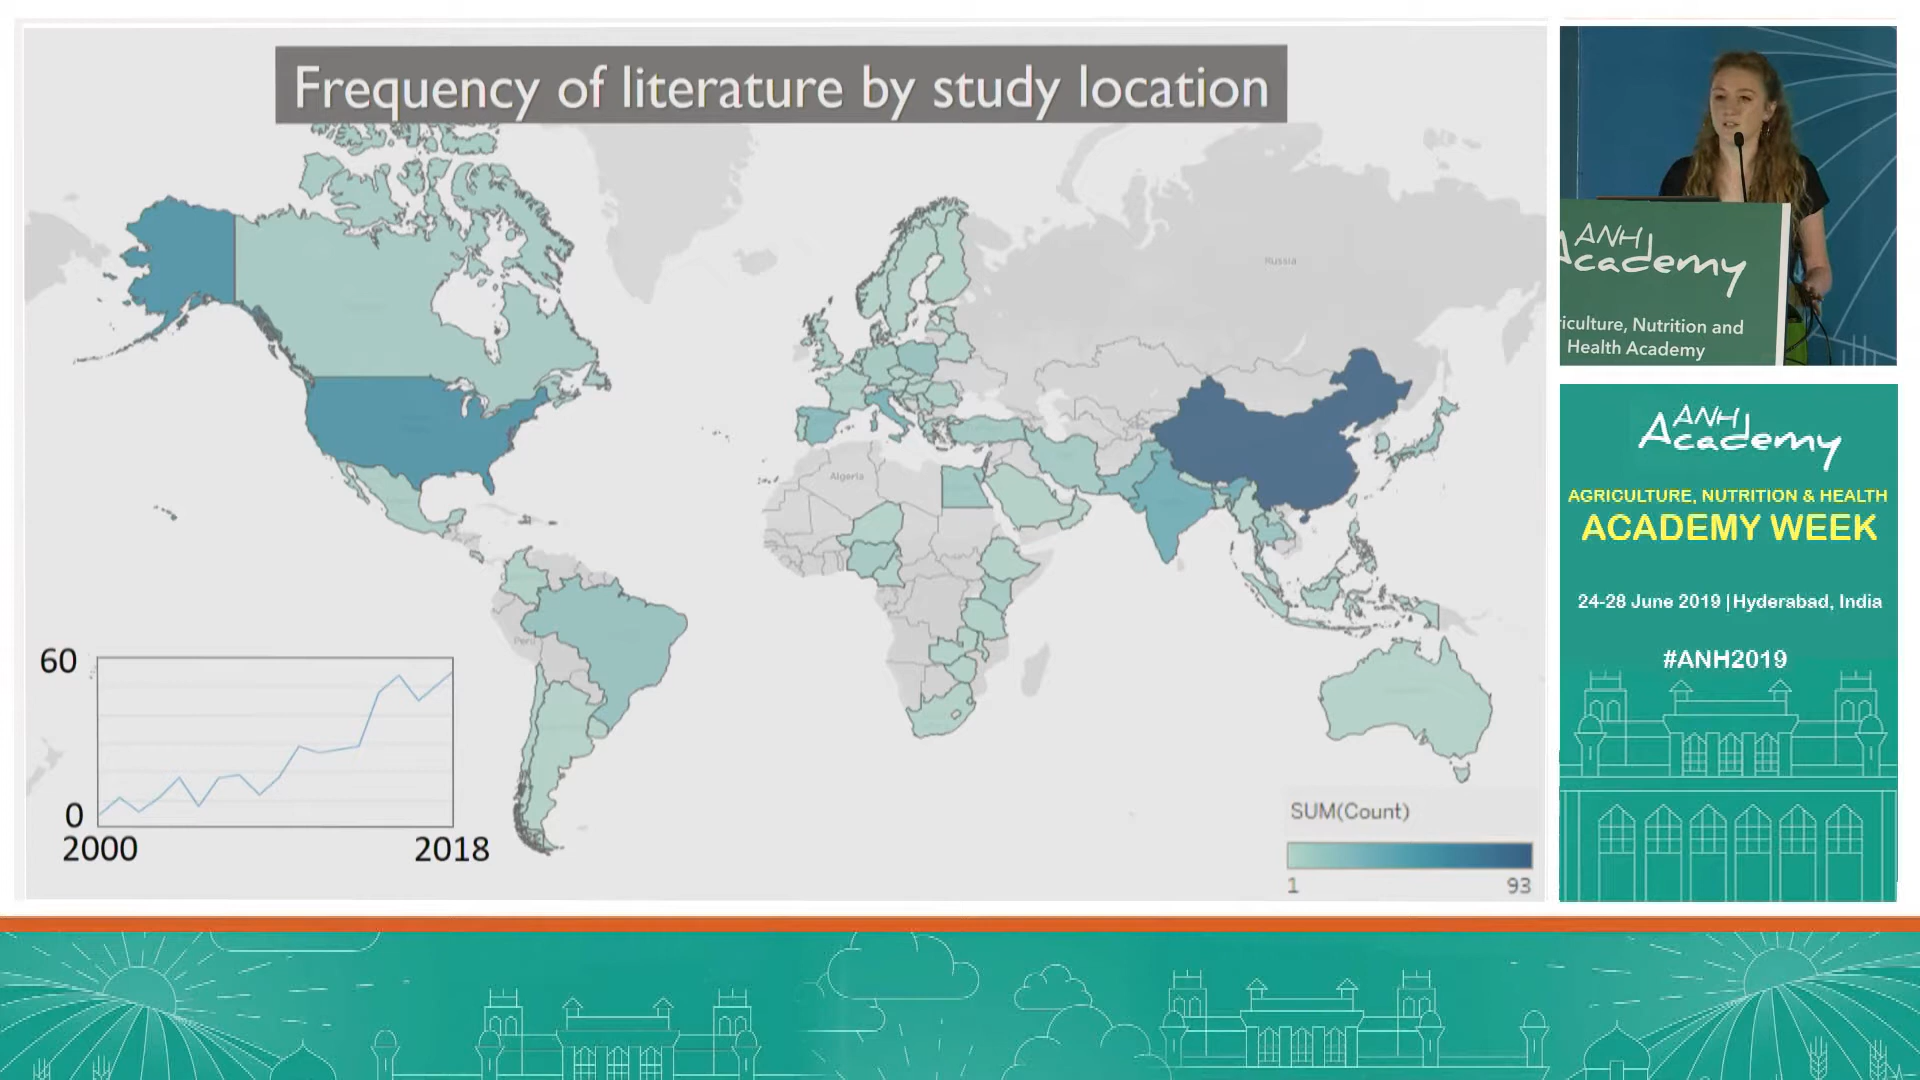 Frequency of literature by study location
Russia
Algeria
Peru
60
0
2000
2018
SUM(Count)
1
93
ANH
Academy
riculture, Nutrition and
Health Academy
ANH
Academy
AGRICULTURE, NUTRITION & HEALTH
ACADEMY WEEK
24-28 June 2019 | Hyderabad, India
#ANH2019